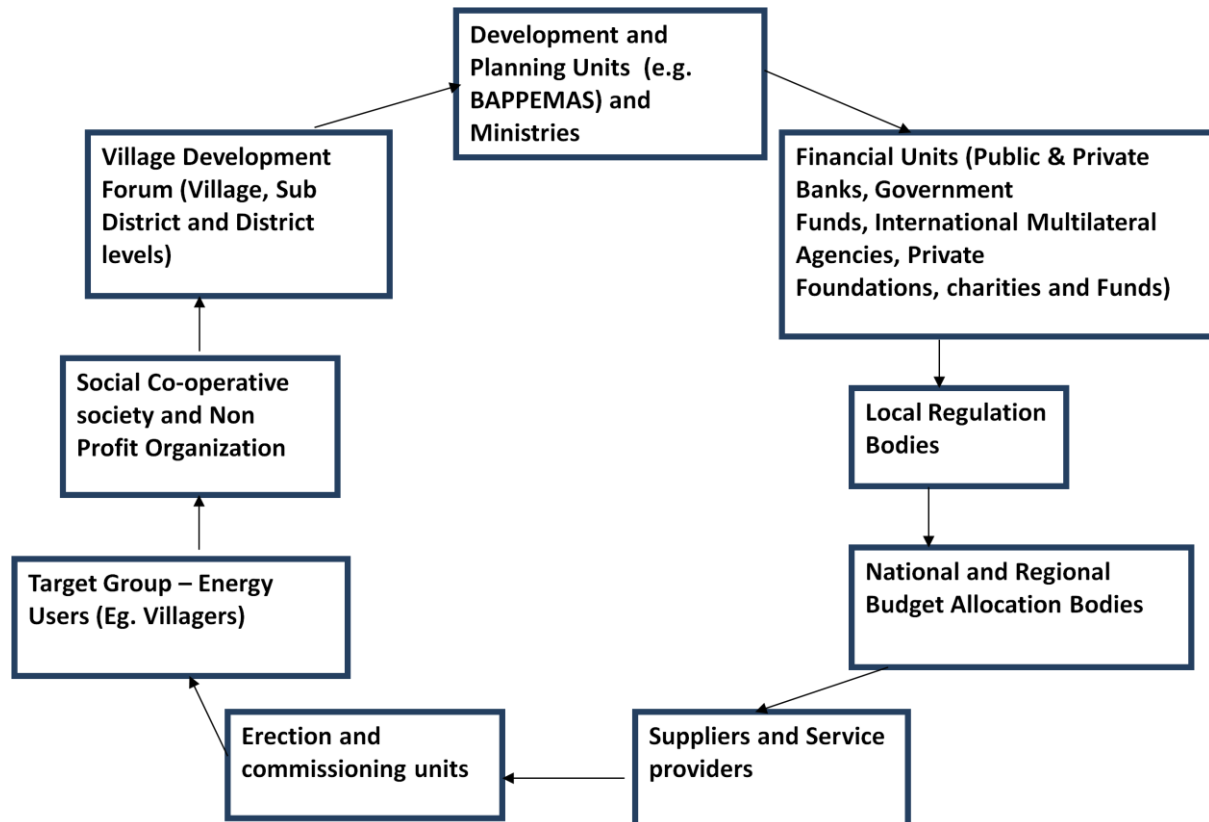 Development and
Planning Units (e.g.
BAPPEMAS) and
Ministries
Financial Units (Public & Private
Banks, Government
Funds, International Multilateral
Agencies, Private
Foundations, charities and Funds)
Local Regulation
Bodies
National and Regional
Budget Allocation Bodies
Suppliers and Service
providers
Erection and
commissioning units
Target Group – Energy
Users (Eg. Villagers)
Social Co-operative
society and Non
Profit Organization
Village Development
Forum (Village, Sub
District and District
levels)